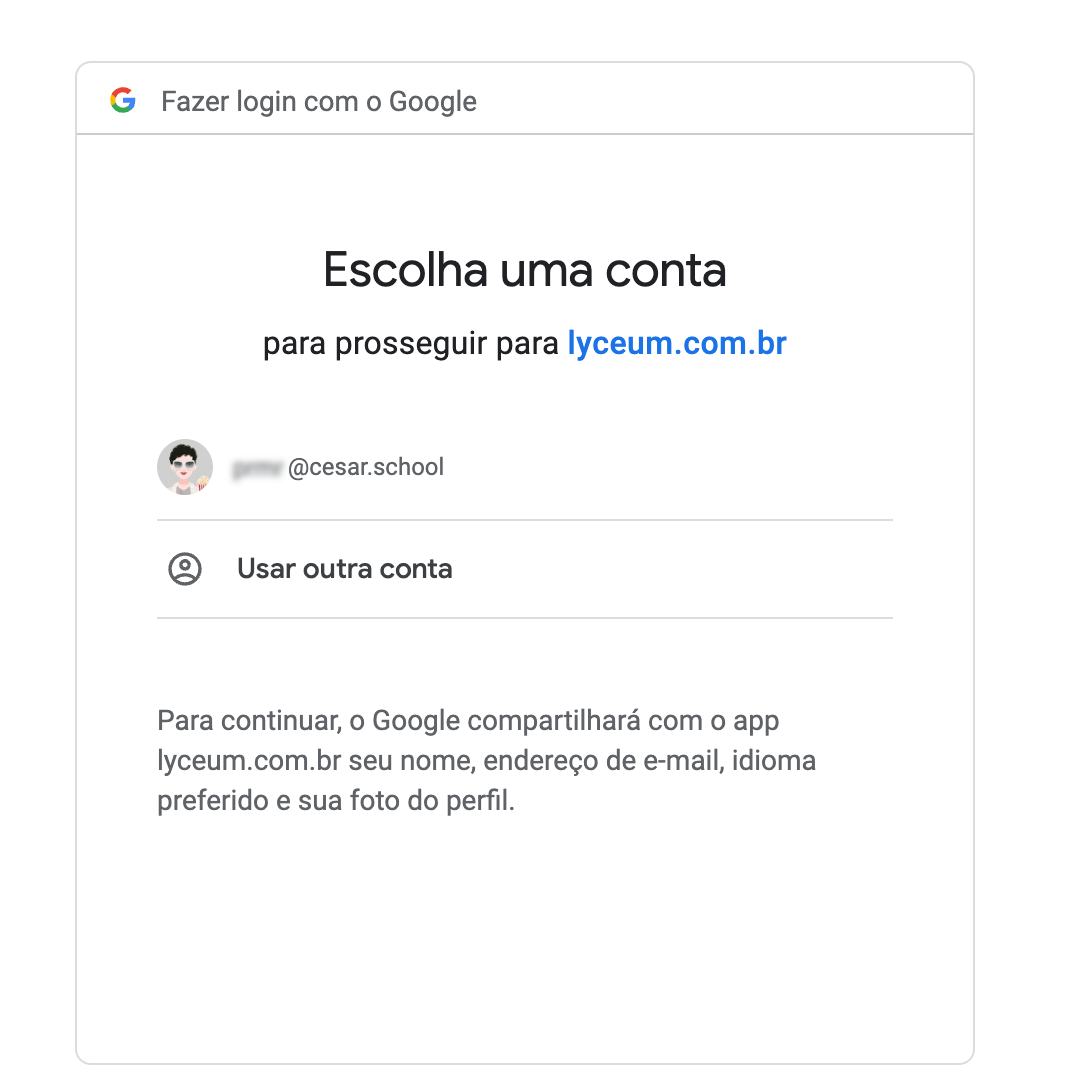 Fazer login com o Google
Escolha uma conta
para prosseguir para lyceum.com.br
@cesar.school
Usar outra conta
Para continuar, o Google compartilhará com o app
lyceum.com.br seu nome, endereço de e-mail, idioma
preferido e sua foto do perfil.